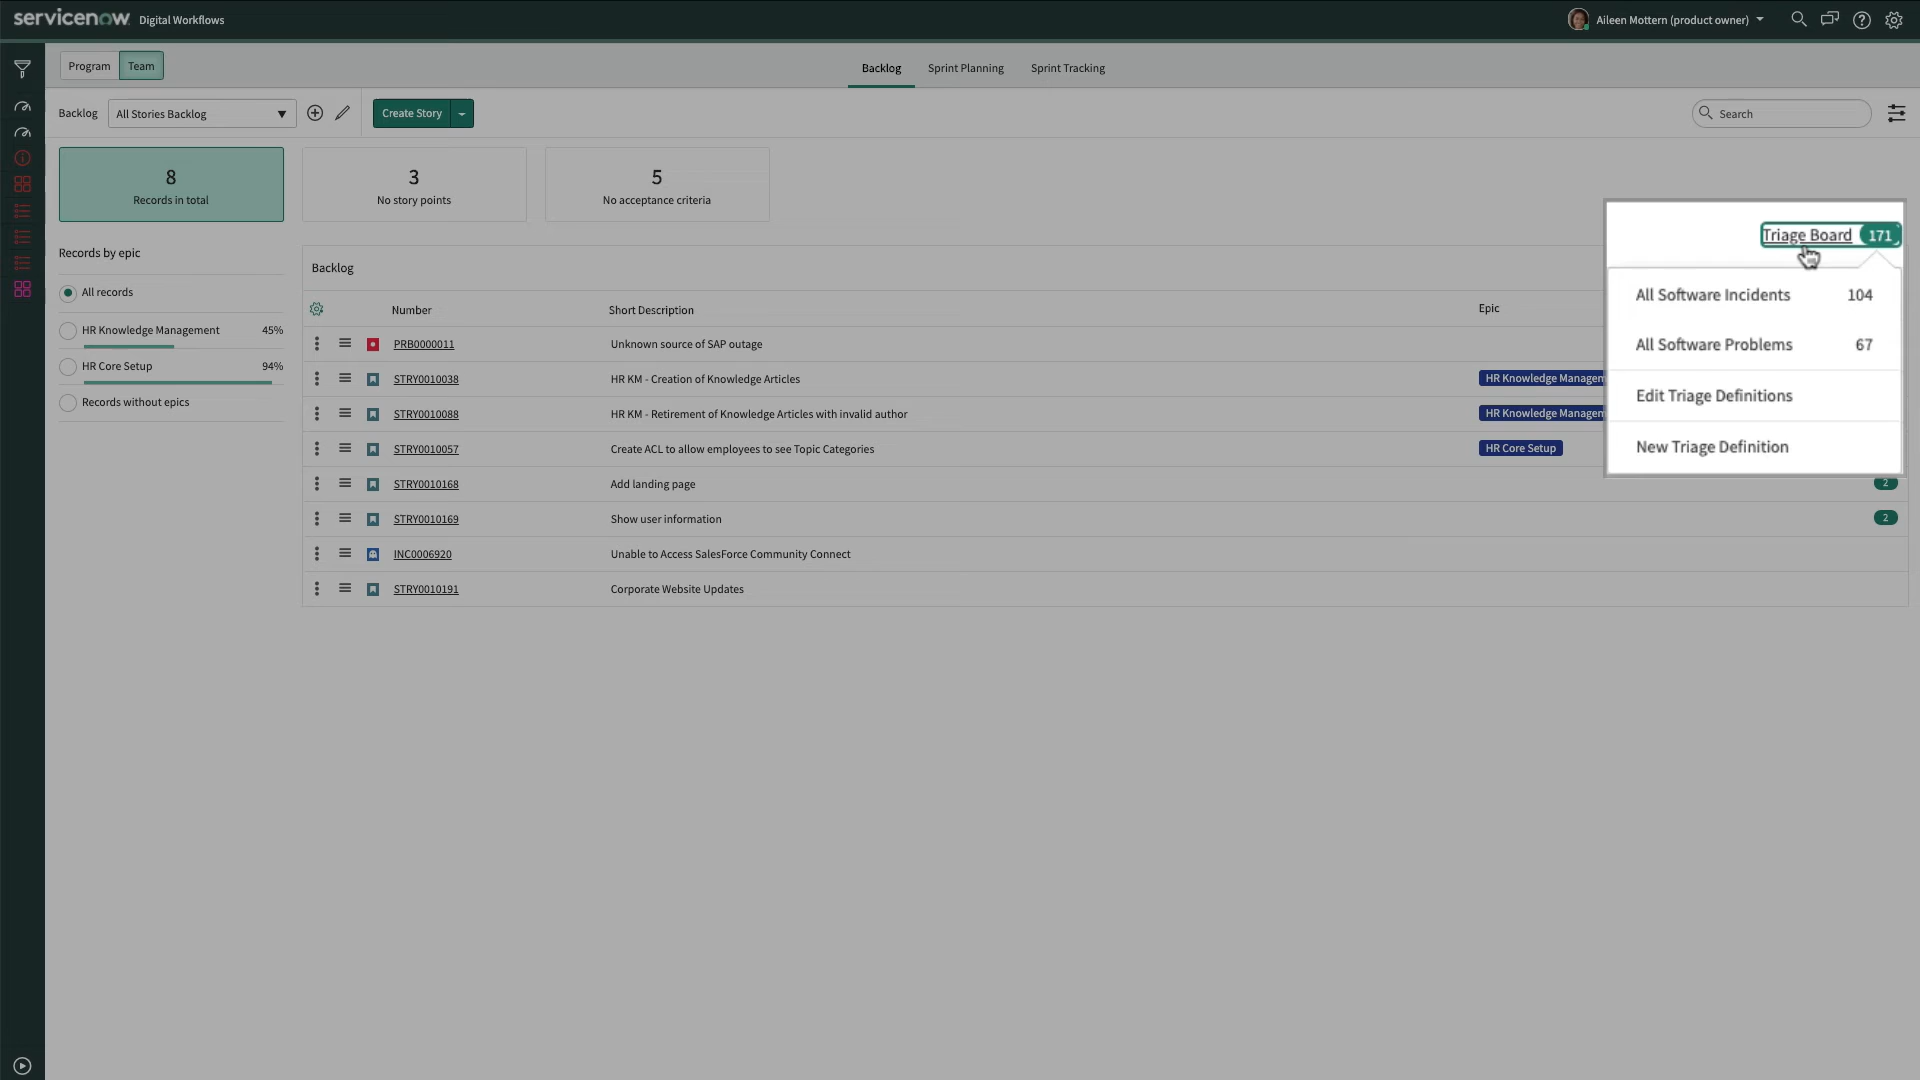 servicenow Digital Workflows
Aileen Mottern (product owner)
Program Team
Backlog Sprint Planning Sprint Tracking
Backlog All Stories Backlog Create Story Search
8
Records in total
3
No story points
5
No acceptance criteria
Triage Board 171
All Software Incidents 104
All Software Problems 67
Edit Triage Definitions
New Triage Definition
Records by epic
All records
HR Knowledge Management 45%
HR Core Setup 94%
Records without epics
Backlog
Number Short Description Epic
PRB0000011 Unknown source of SAP outage
STRY0010038 HR KM - Creation of Knowledge Articles HR Knowledge Managem
STRY0010088 HR KM - Retirement of Knowledge Articles with invalid author HR Knowledge Managem
STRY0010057 Create ACL to allow employees to see Topic Categories HR Core Setup
STRY0010168 Add landing page 2
STRY0010169 Show user information 2
INC0006920 Unable to Access SalesForce Community Connect
STRY0010191 Corporate Website Updates